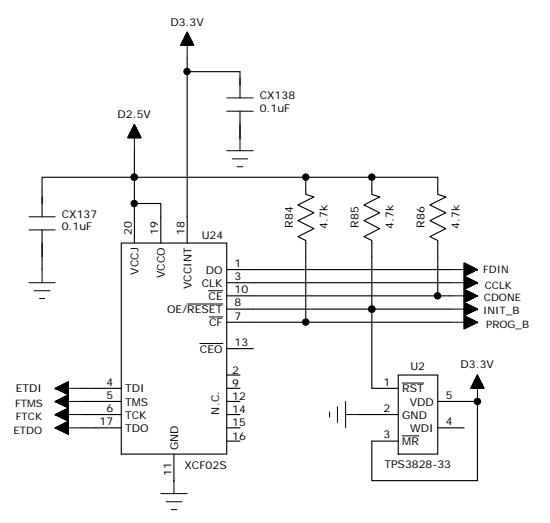 D3.3V
CX138
0.1uF
D2.5V
CX137
0.1uF
R84
4.7k
R85
4.7k
R86
4.7k
20
19
18
U24
VCCJ
VCCO
VCCINT
DO 1 FDIN
CLK 3 CCLK
CE 10 CDONE
OE/RESET 8 INIT_B
CF 7 PROG_B
CEO 13
2
9
N.C. 12
14
15
16
ETDI 4 TDI
FTMS 5 TMS
FTCK 6 TCK
ETDO 17 TDO
GND
11
XCF02S
U2
D3.3V
1 RST
VDD 5
2 GND
WDI 4
3 MR
TPS3828-33